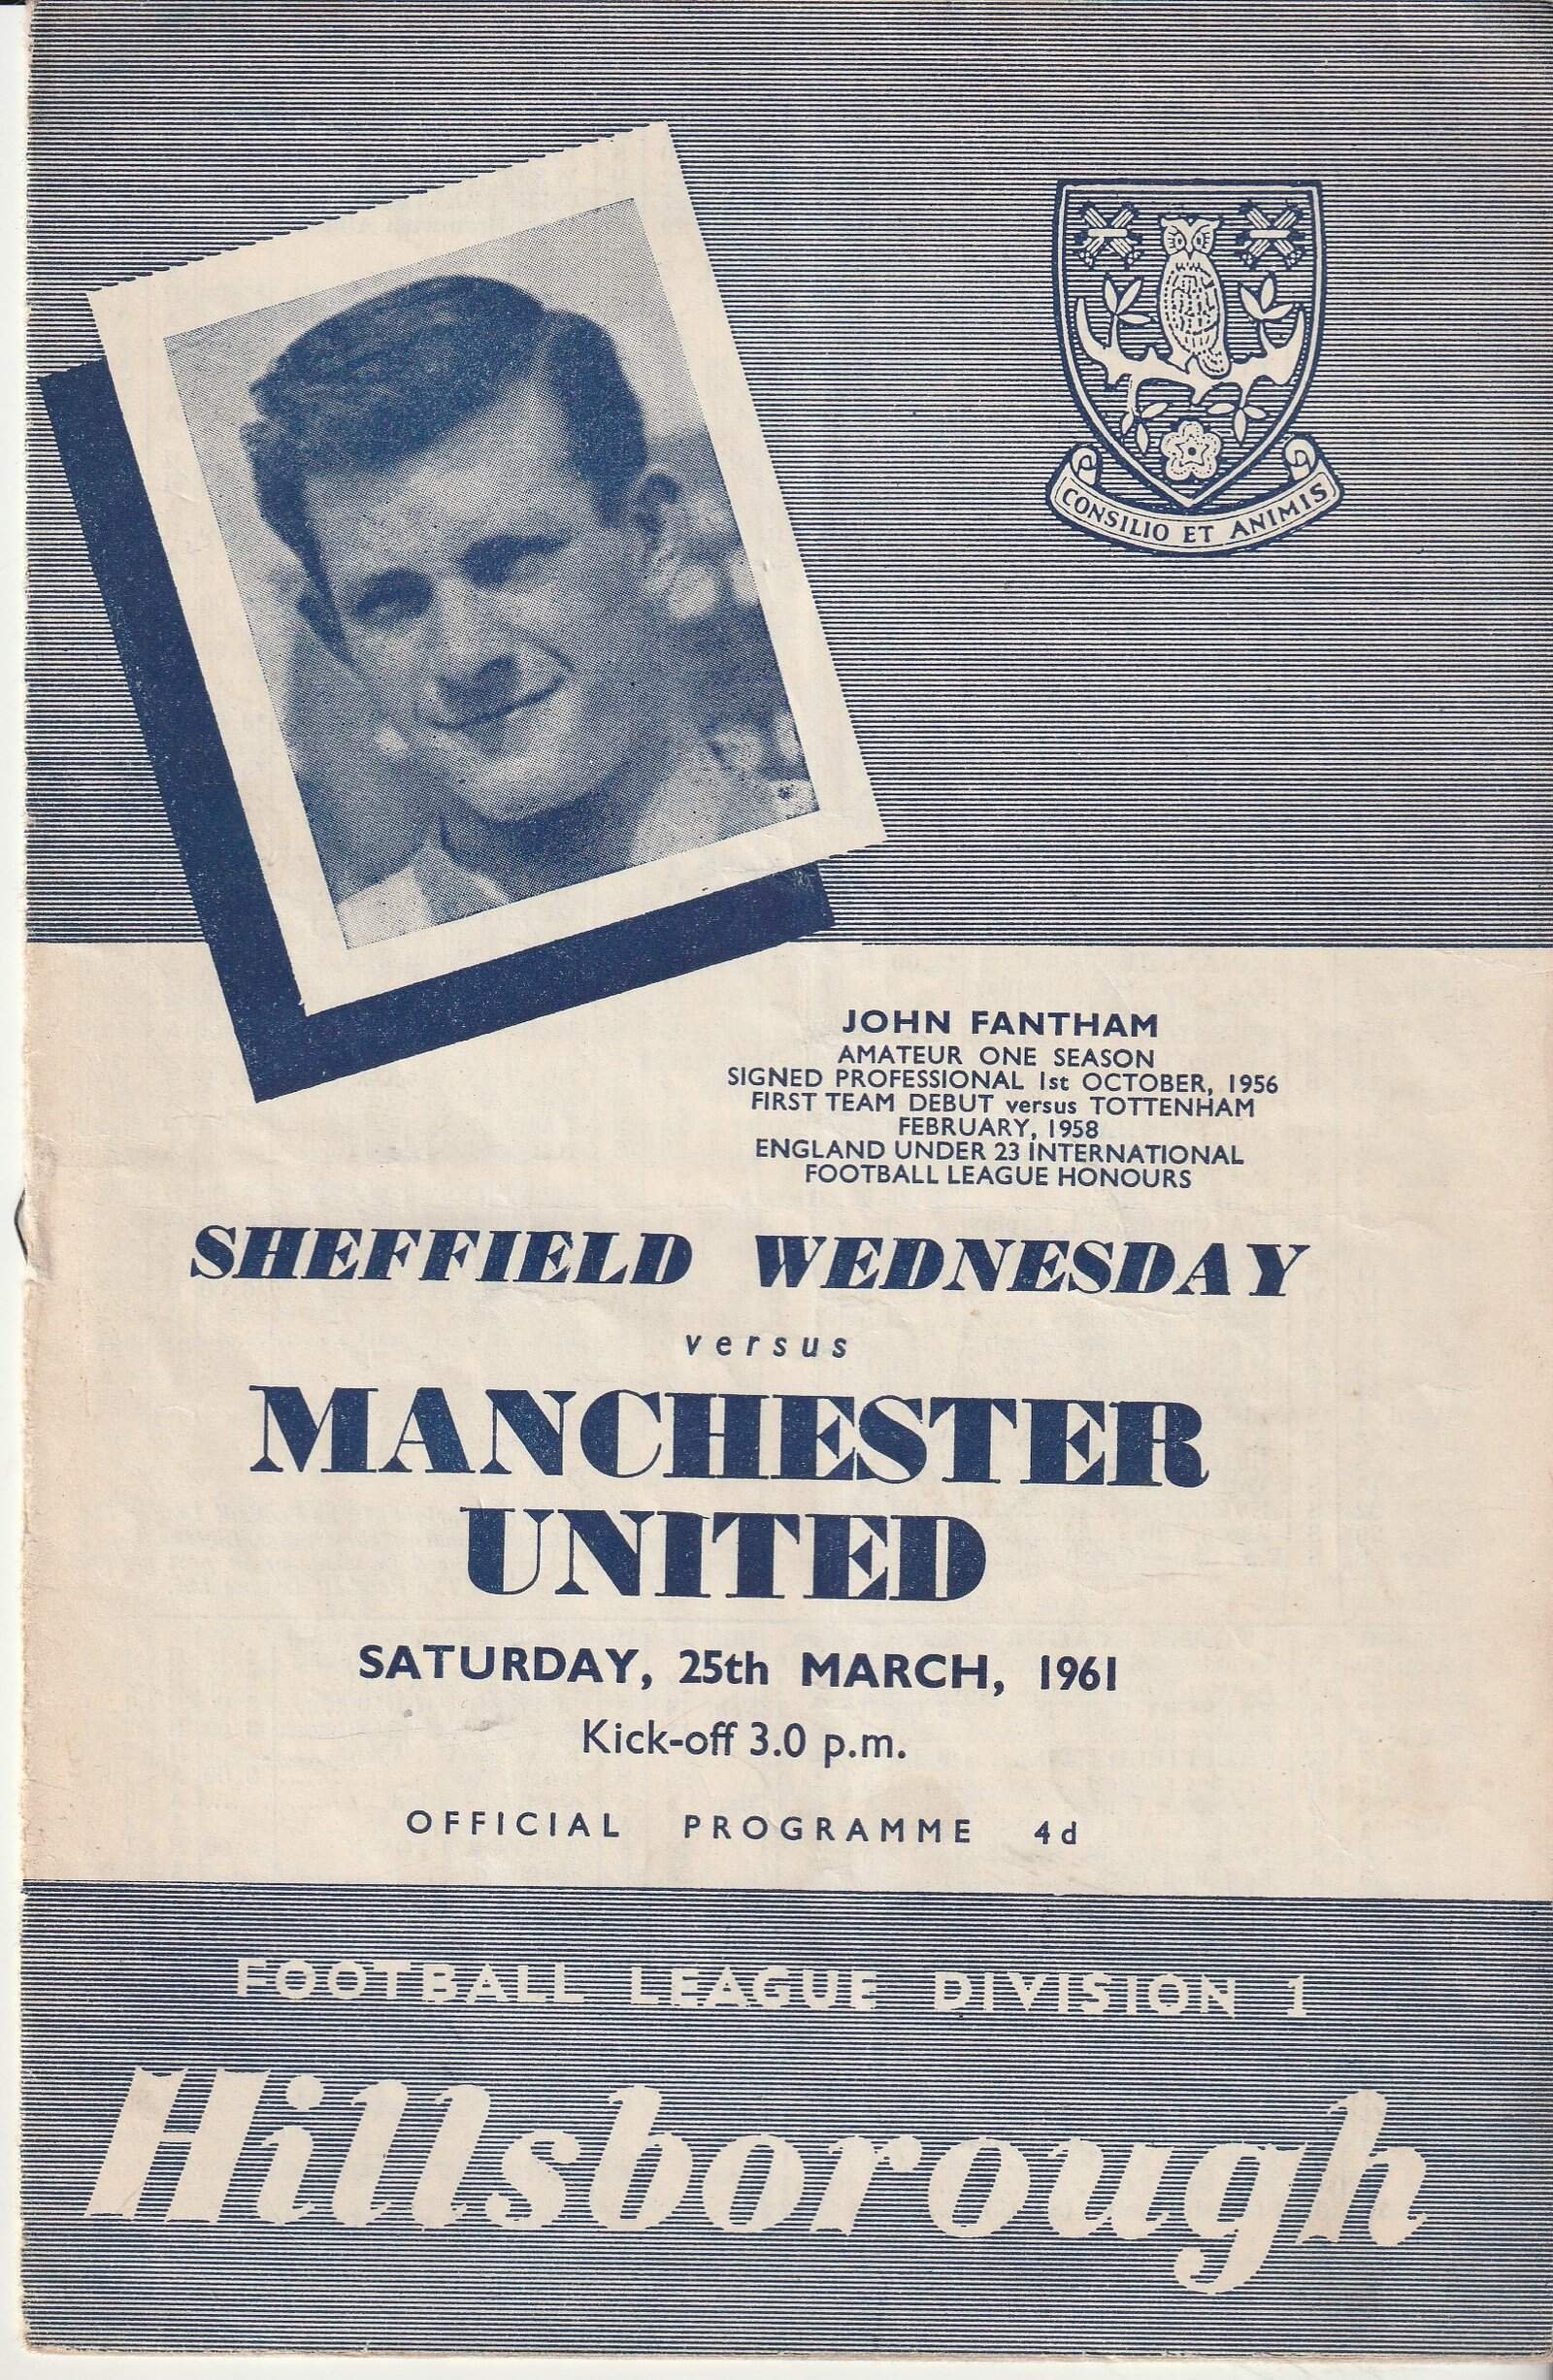 CONSILIO ET ANIMIS
JOHN FANTHAM
AMATEUR ONE SEASON
SIGNED PROFESSIONAL 1st OCTOBER, 1956
FIRST TEAM DEBUT versus TOTTENHAM
FEBRUARY, 1958
ENGLAND UNDER 23 INTERNATIONAL
FOOTBALL LEAGUE HONOURS
SHEFFIELD WEDNESDAY
versus
MANCHESTER
UNITED
SATURDAY, 25th MARCH, 1961
Kick-off 3.0 p.m.
OFFICIAL PROGRAMME 4d
FOOTBALL LEAGUE DIVISION 1
Hillsborough